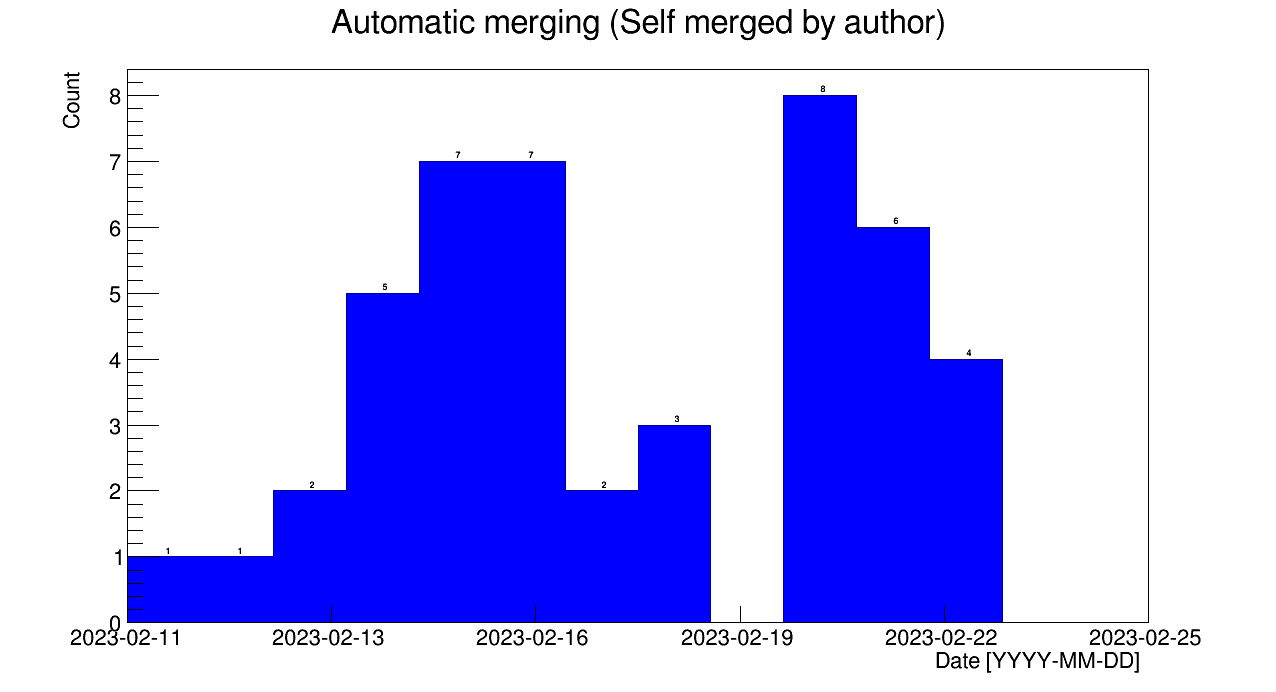 Automatic merging (Self merged by author)
Count
8
7
6
5
4
3
2
1
0
1 1 2 5 7 7 2 3 8 6 4
2023-02-11 2023-02-13 2023-02-16 2023-02-19 2023-02-22 2023-02-25
Date [YYYY-MM-DD]